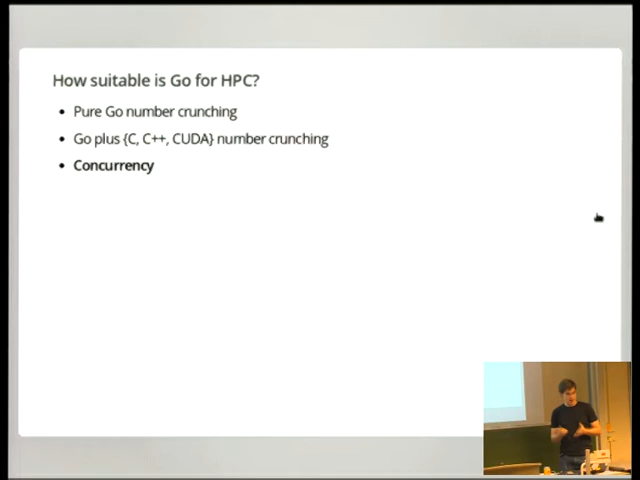 How suitable is Go for HPC?
• Pure Go number crunching
• Go plus {C, C++, CUDA} number crunching
• Concurrency